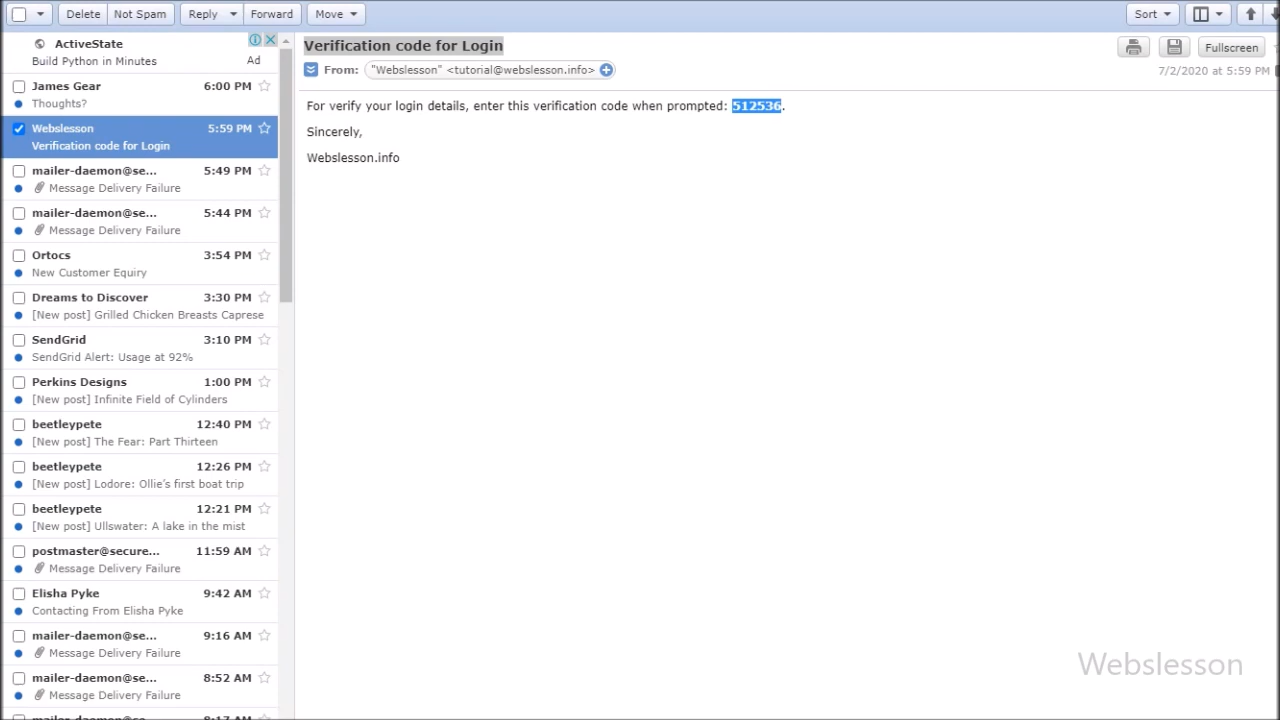 Delete Not Spam Reply Forward Move Sort
ActiveState
Build Python in Minutes Ad
James Gear 6:00 PM
Thoughts?
Webslesson 5:59 PM
Verification code for Login
mailer-daemon@se... 5:49 PM
Message Delivery Failure
mailer-daemon@se... 5:44 PM
Message Delivery Failure
Ortocs 3:54 PM
New Customer Equiry
Dreams to Discover 3:30 PM
[New post] Grilled Chicken Breasts Caprese
SendGrid 3:10 PM
SendGrid Alert: Usage at 92%
Perkins Designs 1:00 PM
[New post] Infinite Field of Cylinders
beetleypete 12:40 PM
[New post] The Fear: Part Thirteen
beetleypete 12:26 PM
[New post] Lodore: Ollie's first boat trip
beetleypete 12:21 PM
[New post] Ullswater: A lake in the mist
postmaster@secure... 11:59 AM
Message Delivery Failure
Elisha Pyke 9:42 AM
Contacting From Elisha Pyke
mailer-daemon@se... 9:16 AM
Message Delivery Failure
mailer-daemon@se... 8:52 AM
Message Delivery Failure
Verification code for Login
Fullscreen
From: "Webslesson" <tutorial@webslesson.info>
7/2/2020 at 5:59 PM
For verify your login details, enter this verification code when prompted: 512536.
Sincerely,
Webslesson.info
Webslesson